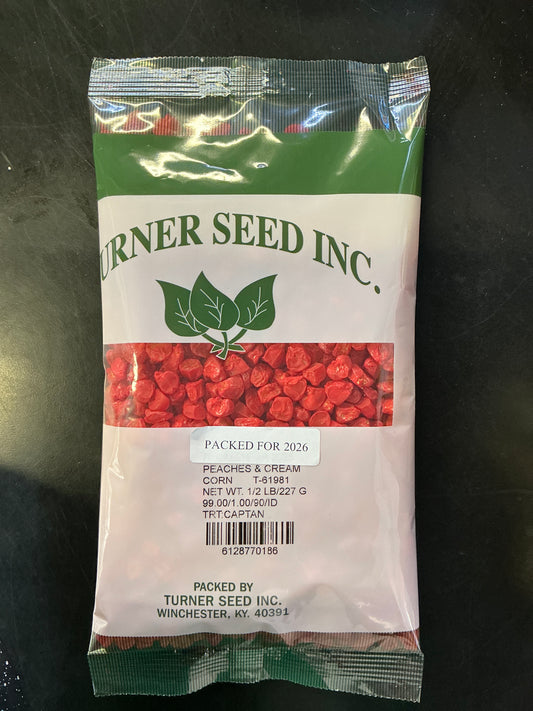 TURNER SEED INC.
PACKED FOR 2026
PEACHES & CREAM
CORN T-61981
NET WT. 1/2 LB/227 G
99.00/1.00/90/ID
TRT:CAPTAN
6128770186
PACKED BY
TURNER SEED INC.
WINCHESTER, KY. 40391